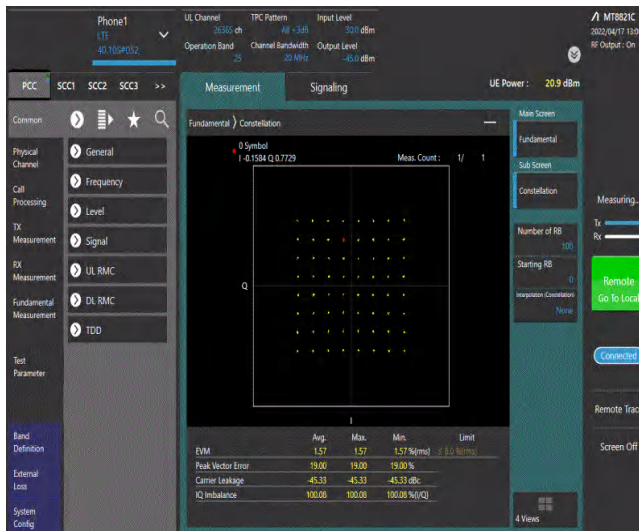 Phone1
LTE
40.10S#052
UL Channel
26365 ch
TPC Pattern
All +3dB
Input Level
30.0 dBm
Operation Band
25
Channel Bandwidth
20 MHz
Output Level
-45.0 dBm
MT8821C
2022/04/17 13:0
RF Output : On
PCC SCC1 SCC2 SCC3 >>
Measurement
Signaling
UE Power : 20.9 dBm
Common
Physical
Channel
Call
Processing
TX
Measurement
RX
Measurement
Fundamental
Measurement
Test
Parameter
Band
Definition
External
Loss
System
Config
General
Frequency
Level
Signal
UL RMC
DL RMC
TDD
Fundamental Constellation
0 Symbol
I -0.1584 Q 0.7729
Meas. Count : 1/ 1
Q
I
Avg. Max. Min. Limit
EVM 1.57 1.57 1.57 %(rms) ≤ 8.0 %(rms)
Peak Vector Error 19.00 19.00 19.00 %
Carrier Leakage -45.33 -45.33 -45.33 dBc
IQ Imbalance 100.08 100.08 100.08 %(I/Q)
Main Screen
Fundamental
Sub Screen
Constellation
Number of RB
100
Starting RB
0
Interpolation (Constellation)
None
4 Views
Measuring...
Tx
Rx
Remote
Go To Local
Connected
Remote Trac
Screen Off